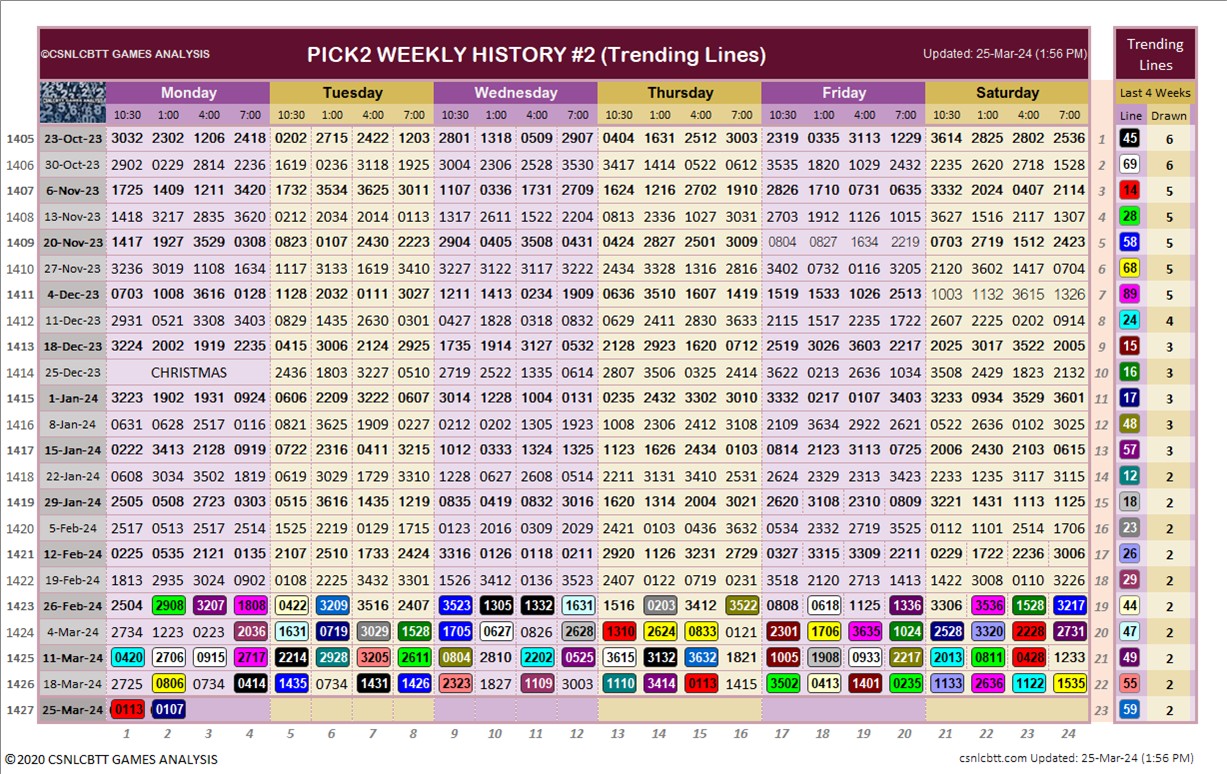 ©CSNLCBTT GAMES ANALYSIS PICK2 WEEKLY HISTORY #2 (Trending Lines) Updated: 25-Mar-24 (1:56 PM) Trending Lines
Monday Tuesday Wednesday Thursday Friday Saturday Last 4 Weeks
10:30 1:00 4:00 7:00 10:30 1:00 4:00 7:00 10:30 1:00 4:00 7:00 10:30 1:00 4:00 7:00 10:30 1:00 4:00 7:00 10:30 1:00 4:00 7:00 Line Drawn
1405 23-Oct-23 3032 2302 1206 2418 0202 2715 2422 1203 2801 1318 0509 2907 0404 1631 2512 3003 2319 0335 3113 1229 3614 2825 2802 2536 1 45 6
1406 30-Oct-23 2902 0229 2814 2236 1619 0236 3118 1925 3004 2306 2528 3530 3417 1414 0522 0612 3535 1820 1029 2432 2235 2620 2718 1528 2 69 6
1407 6-Nov-23 1725 1409 1211 3420 1732 3534 3625 3011 1107 0336 1731 2709 1624 1216 2702 1910 2826 1710 0731 0635 3332 2024 0407 2114 3 14 5
1408 13-Nov-23 1418 3217 2835 3620 0212 2034 2014 0113 1317 2611 1522 2204 0813 2336 1027 3031 2703 1912 1126 1015 3627 1516 2117 1307 4 28 5
1409 20-Nov-23 1417 1927 3529 0308 0823 0107 2430 2223 2904 0405 3508 0431 0424 2827 2501 3009 0804 0827 1634 2219 0703 2719 1512 2423 5 58 5
1410 27-Nov-23 3236 3019 1108 1634 1117 3133 1619 3410 3227 3122 3117 3222 2434 3328 1316 2816 3402 0732 0116 3205 2120 3602 1417 0704 6 68 5
1411 4-Dec-23 0703 1008 3616 0128 1128 2032 0111 3027 1211 1413 0234 1909 0636 3510 1607 1419 1519 1533 1026 2513 1003 1132 3615 1326 7 89 5
1412 11-Dec-23 2931 0521 3308 3403 0829 1435 2630 0301 0427 1828 0318 0832 0629 2411 2830 3633 2115 1517 2235 1722 2607 2225 0202 0914 8 24 4
1413 18-Dec-23 3224 2002 1919 2235 1415 3006 2124 2925 1735 1914 3127 0532 2128 2923 1620 0712 2519 3026 3603 2217 2025 3017 3522 2005 9 15 3
1414 25-Dec-23 CHRISTMAS 2436 1803 3227 0510 2719 2522 1335 0614 2807 3506 0325 2414 3622 0213 2636 1034 3508 2429 1823 2132 10 16 3
1415 1-Jan-24 3223 1902 1931 0924 0606 2209 3222 0607 3014 1228 1004 0131 0235 2432 3302 3010 3332 0217 0107 3403 3233 0934 3529 3601 11 17 3
1416 8-Jan-24 0631 0628 2517 0116 0821 3625 1909 0227 0212 0202 1305 1923 1008 2306 2412 3108 2109 3634 2922 2621 0522 2636 0102 3025 12 48 3
1417 15-Jan-24 0222 3413 2128 0919 0722 2316 0411 3215 1012 0333 1324 1325 1123 1626 2434 0103 0814 2123 3113 0725 2006 2430 2103 0615 13 57 3
1418 22-Jan-24 0608 3034 3502 1819 0619 3029 1729 3310 1228 0627 2608 0514 2211 3131 3410 2531 2624 2329 2313 3423 2233 1235 3117 3115 14 12 2
1419 29-Jan-24 2505 0508 2723 0303 0515 3616 1435 1219 0835 0419 0832 3016 1620 1314 2004 3021 2620 3108 2310 0809 3221 1431 1113 1125 15 18 2
1420 5-Feb-24 2517 0513 2517 2514 1525 2219 0129 1715 0123 2016 0309 2029 2421 0103 0436 3632 0534 2332 2719 3525 0112 1101 2514 1706 16 23 2
1421 12-Feb-24 0225 0535 2121 0135 2107 2510 1733 2424 3316 0126 0118 0211 2920 1126 3231 2729 0327 3315 3309 2211 0229 1722 2236 3006 17 26 2
1422 19-Feb-24 1813 2935 3024 0902 0108 2225 3432 3301 1526 3412 0136 3523 2407 0122 0719 0231 3518 2120 2713 1413 1422 3008 0110 3226 18 29 2
1423 26-Feb-24 2504 2908 3207 1808 0422 3209 3516 2407 3523 1305 1332 1631 1516 0203 3412 3522 0808 0618 1125 1336 3306 3536 1528 3217 19 44 2
1424 4-Mar-24 2734 1233 0223 2036 1631 0719 3029 1528 1705 0627 0826 2628 1310 2624 0833 0121 2301 1706 3635 1024 2528 3320 2228 2731 20 47 2
1425 11-Mar-24 0420 2706 0915 2717 2214 2928 3205 2611 0804 2810 2202 0525 3615 3132 3632 1821 1005 1908 0933 2217 2013 0811 0428 1233 21 49 2
1426 18-Mar-24 2725 0806 0734 0414 1435 0734 1431 1426 2323 1827 1109 3003 1110 3414 0113 1415 3502 0413 1401 0235 1133 2636 1122 1535 22 55 2
1427 25-Mar-24 0113 0107 23 59 2
1 2 3 4 5 6 7 8 9 10 11 12 13 14 15 16 17 18 19 20 21 22 23 24
©2020 CSNLCBTT GAMES ANALYSIS csnlcbtt.com Updated: 25-Mar-24 (1:56 PM)